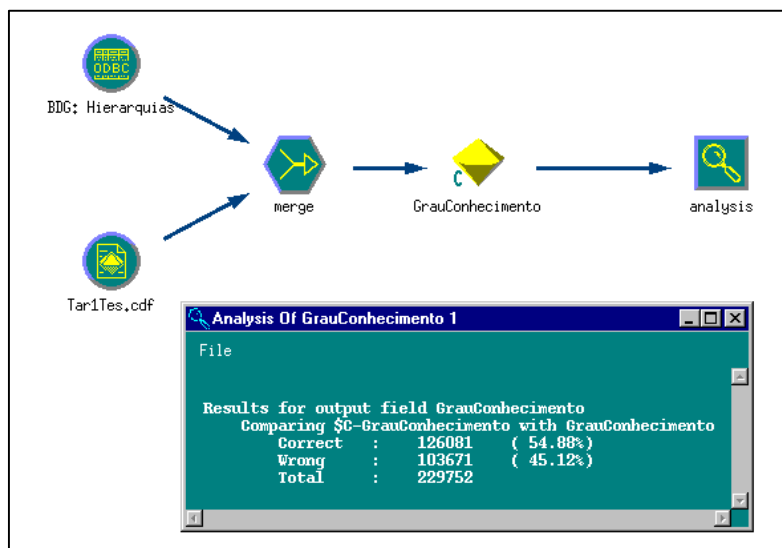 ODBC
BDG: Hierarquias
merge
C
GrauConhecimento
analysis
Tar1Tes.cdf
Analysis Of GrauConhecimento 1
File
Results for output field GrauConhecimento
Comparing $C-GrauConhecimento with GrauConhecimento
Correct : 126081 ( 54.88%)
Wrong : 103671 ( 45.12%)
Total : 229752